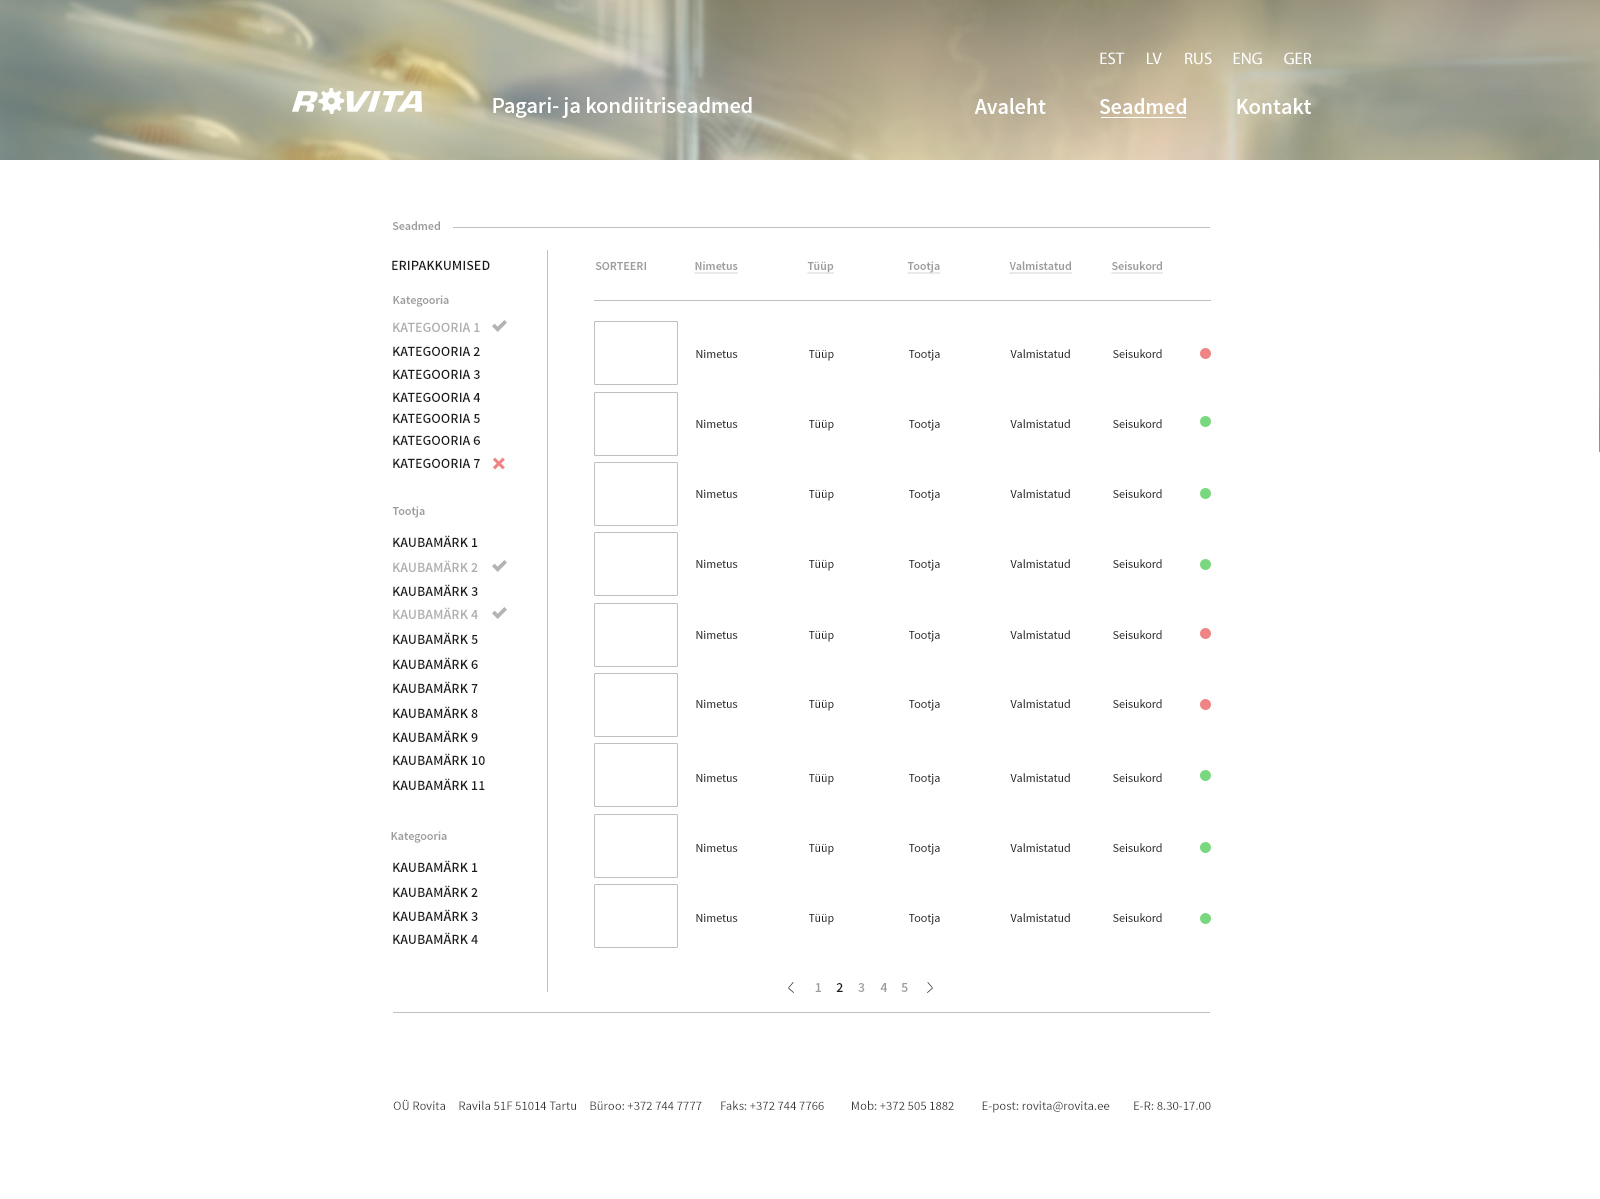 EST LV RUS ENG GER
ROVITA Pagari- ja kondiitriseadmed Avaleht Seadmed Kontakt
Seadmed
ERIPAKKUMISED
Kategooria
KATEGOORIA 1
KATEGOORIA 2
KATEGOORIA 3
KATEGOORIA 4
KATEGOORIA 5
KATEGOORIA 6
KATEGOORIA 7
Tootja
KAUBAMÄRK 1
KAUBAMÄRK 2
KAUBAMÄRK 3
KAUBAMÄRK 4
KAUBAMÄRK 5
KAUBAMÄRK 6
KAUBAMÄRK 7
KAUBAMÄRK 8
KAUBAMÄRK 9
KAUBAMÄRK 10
KAUBAMÄRK 11
Kategooria
KAUBAMÄRK 1
KAUBAMÄRK 2
KAUBAMÄRK 3
KAUBAMÄRK 4
SORTEERI Nimetus Tüüp Tootja Valmistatud Seisukord
Nimetus Tüüp Tootja Valmistatud Seisukord
Nimetus Tüüp Tootja Valmistatud Seisukord
Nimetus Tüüp Tootja Valmistatud Seisukord
Nimetus Tüüp Tootja Valmistatud Seisukord
Nimetus Tüüp Tootja Valmistatud Seisukord
Nimetus Tüüp Tootja Valmistatud Seisukord
Nimetus Tüüp Tootja Valmistatud Seisukord
Nimetus Tüüp Tootja Valmistatud Seisukord
Nimetus Tüüp Tootja Valmistatud Seisukord
1 2 3 4 5
OÜ Rovita Ravila 51F 51014 Tartu Büroo: +372 744 7777 Faks: +372 744 7766 Mob: +372 505 1882 E-post: rovita@rovita.ee E-R: 8.30-17.00